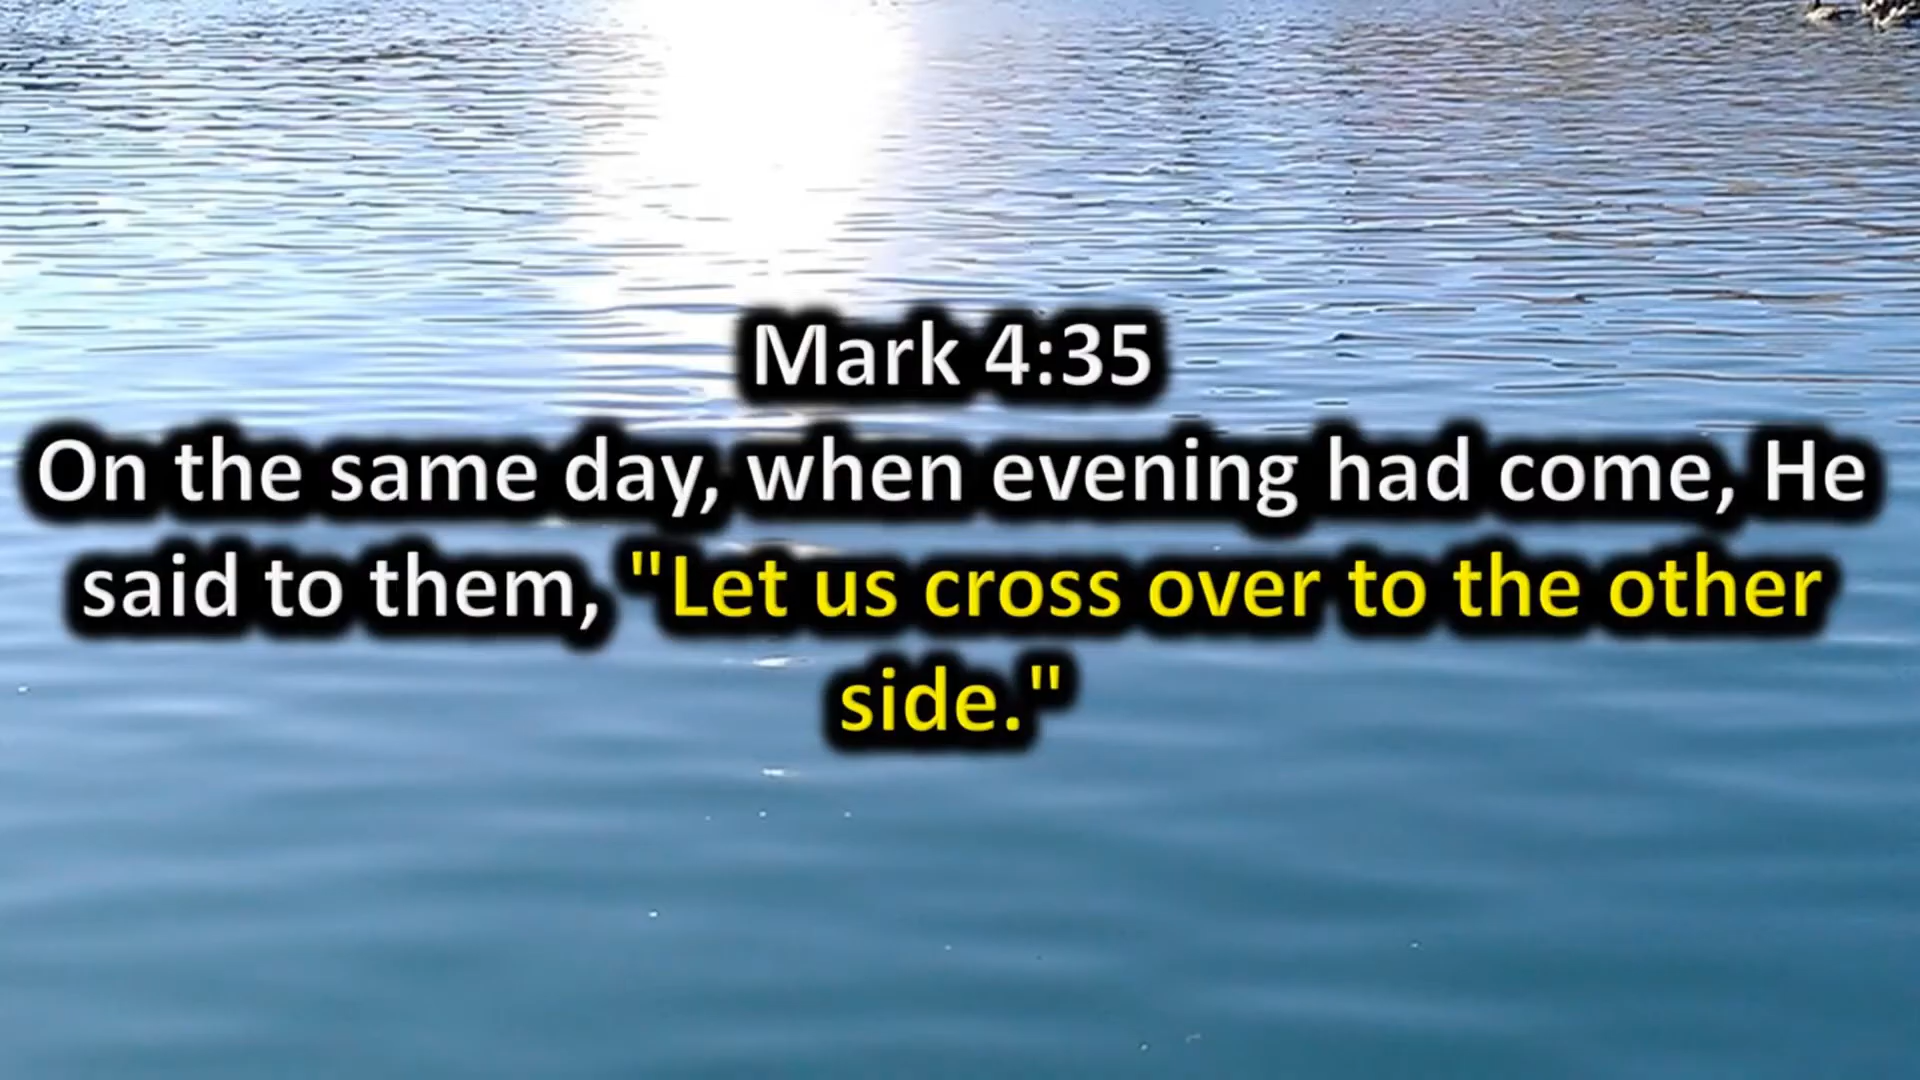 Mark 4:35
On the same day, when evening had come, He
said to them, "Let us cross over to the other
side."